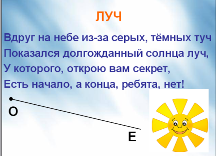 ЛУЧ
Вдруг на небе из-за серых, тёмных туч
Показался долгожданный солнца луч,
У которого, открою вам секрет,
Есть начало, а конца, ребята, нет!
О
Е